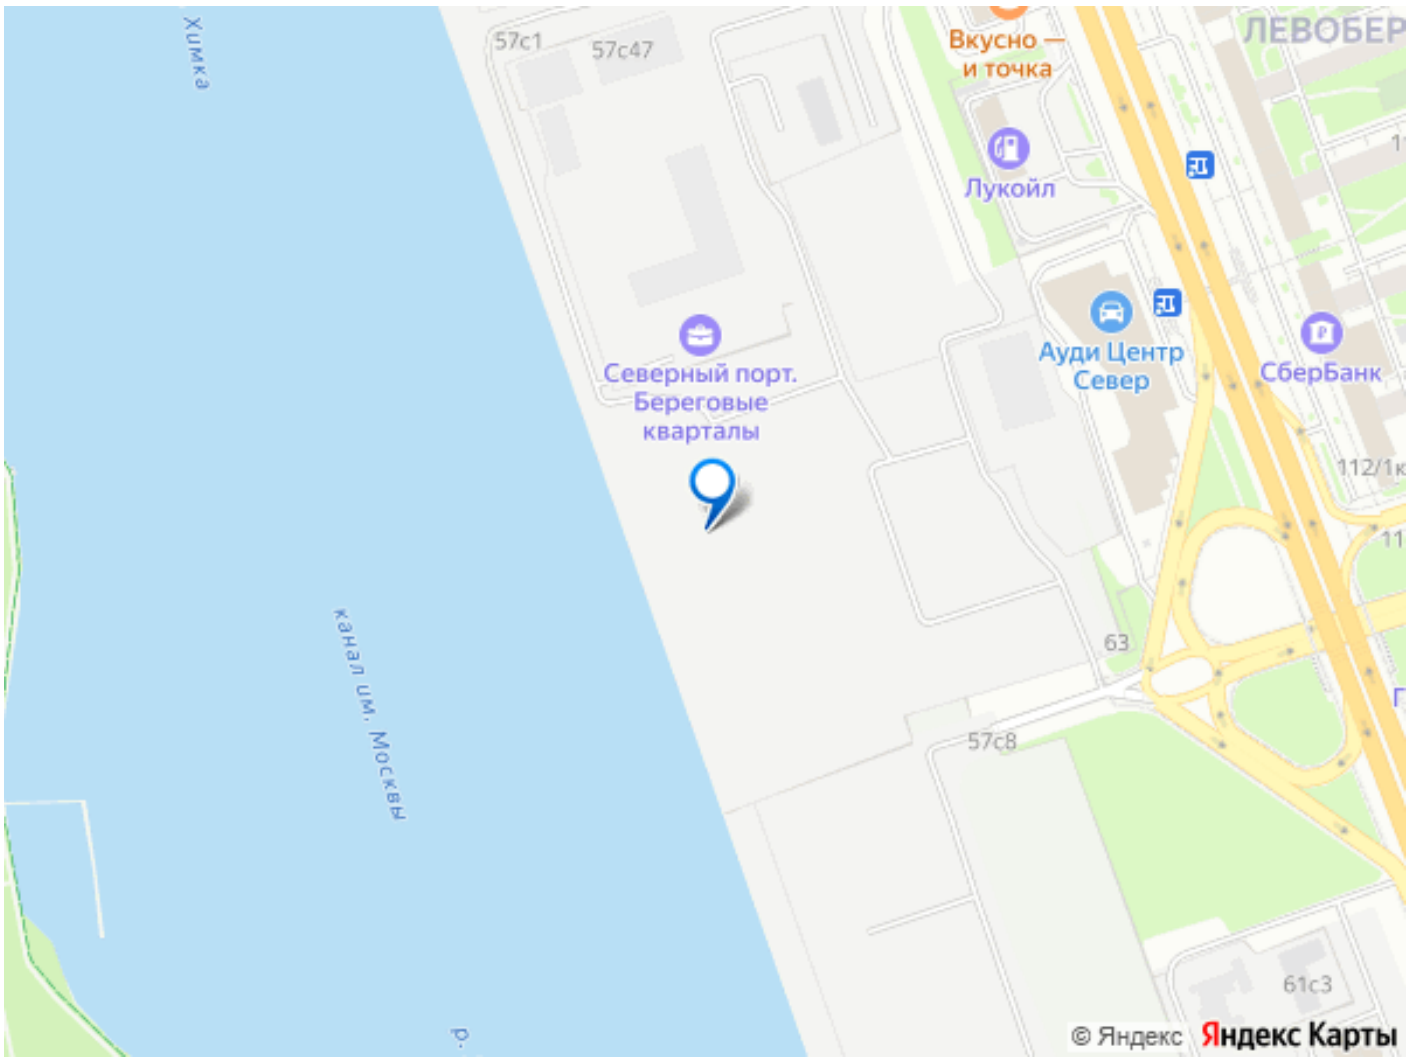 Химка
57с1
57с47
Вкусно —
и точка
ЛЕВОБЕР
Лукойл
Ауди Центр
Север
СберБанк
Северный порт.
Береговые
кварталы
112/1к
11
63
канал им. Москвы
57с8
61с3
р.
© Яндекс Яндекс Карты